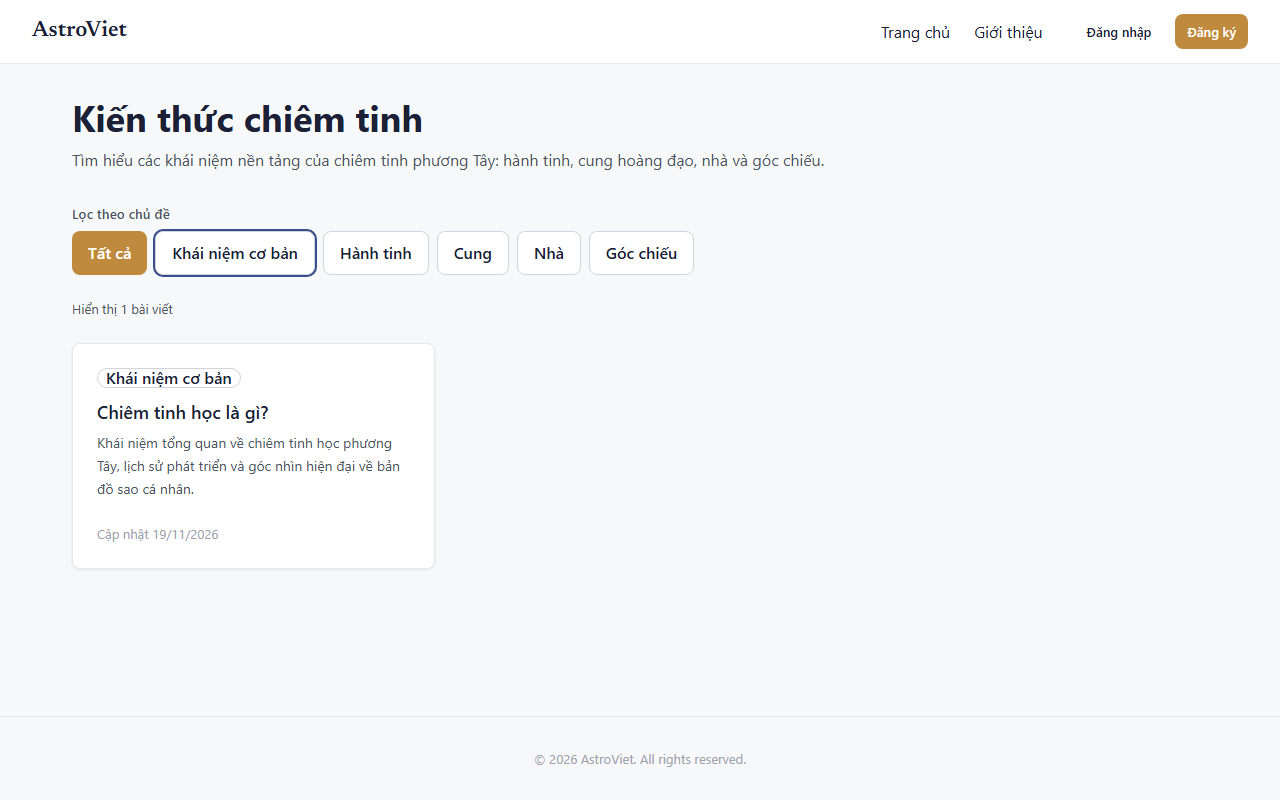 AstroViet
Trang chủ
Giới thiệu
Đăng nhập
Đăng ký
Kiến thức chiêm tinh
Tìm hiểu các khái niệm nền tảng của chiêm tinh phương Tây: hành tinh, cung hoàng đạo, nhà và góc chiếu.
Lọc theo chủ đề
Tất cả
Khái niệm cơ bản
Hành tinh
Cung
Nhà
Góc chiếu
Hiển thị 1 bài viết
Khái niệm cơ bản
Chiêm tinh học là gì?
Khái niệm tổng quan về chiêm tinh học phương
Tây, lịch sử phát triển và góc nhìn hiện đại về bản
đồ sao cá nhân.
Cập nhật 19/11/2026
© 2026 AstroViet. All rights reserved.